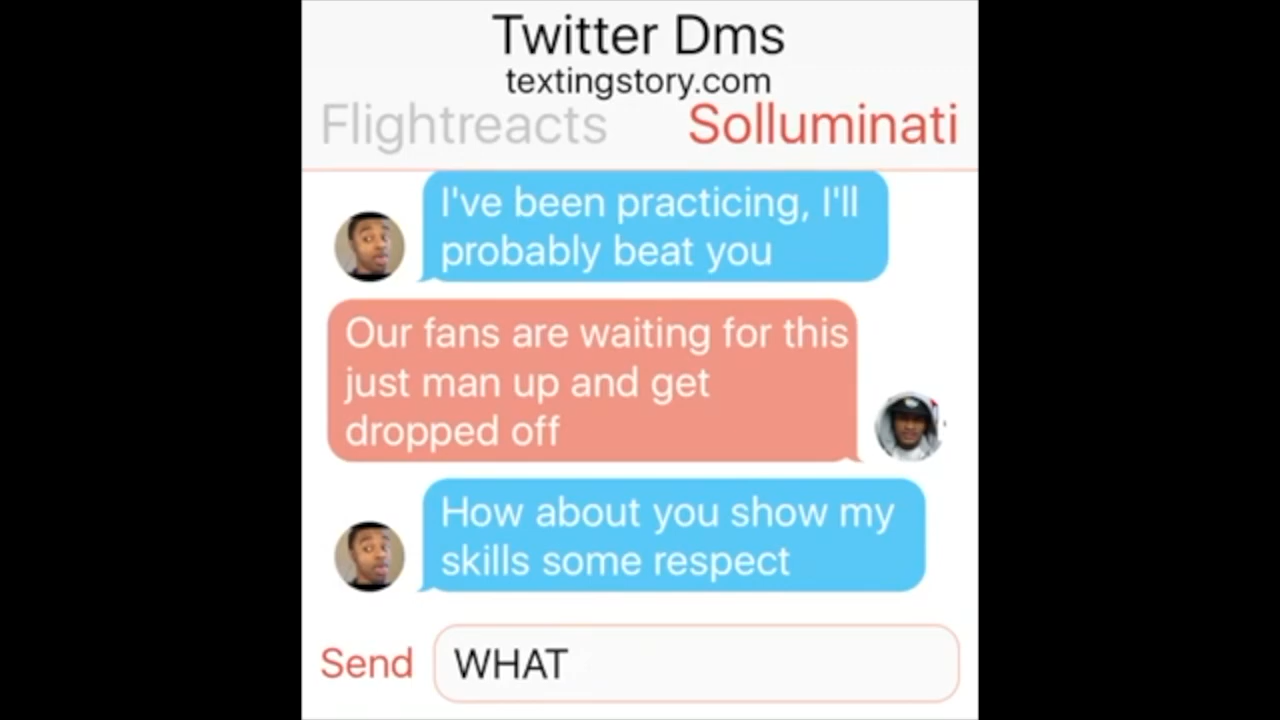 Twitter Dms
textingstory.com
Flightreacts Solluminati
I've been practicing, I'll
probably beat you
Our fans are waiting for this
just man up and get
dropped off
How about you show my
skills some respect
Send WHAT